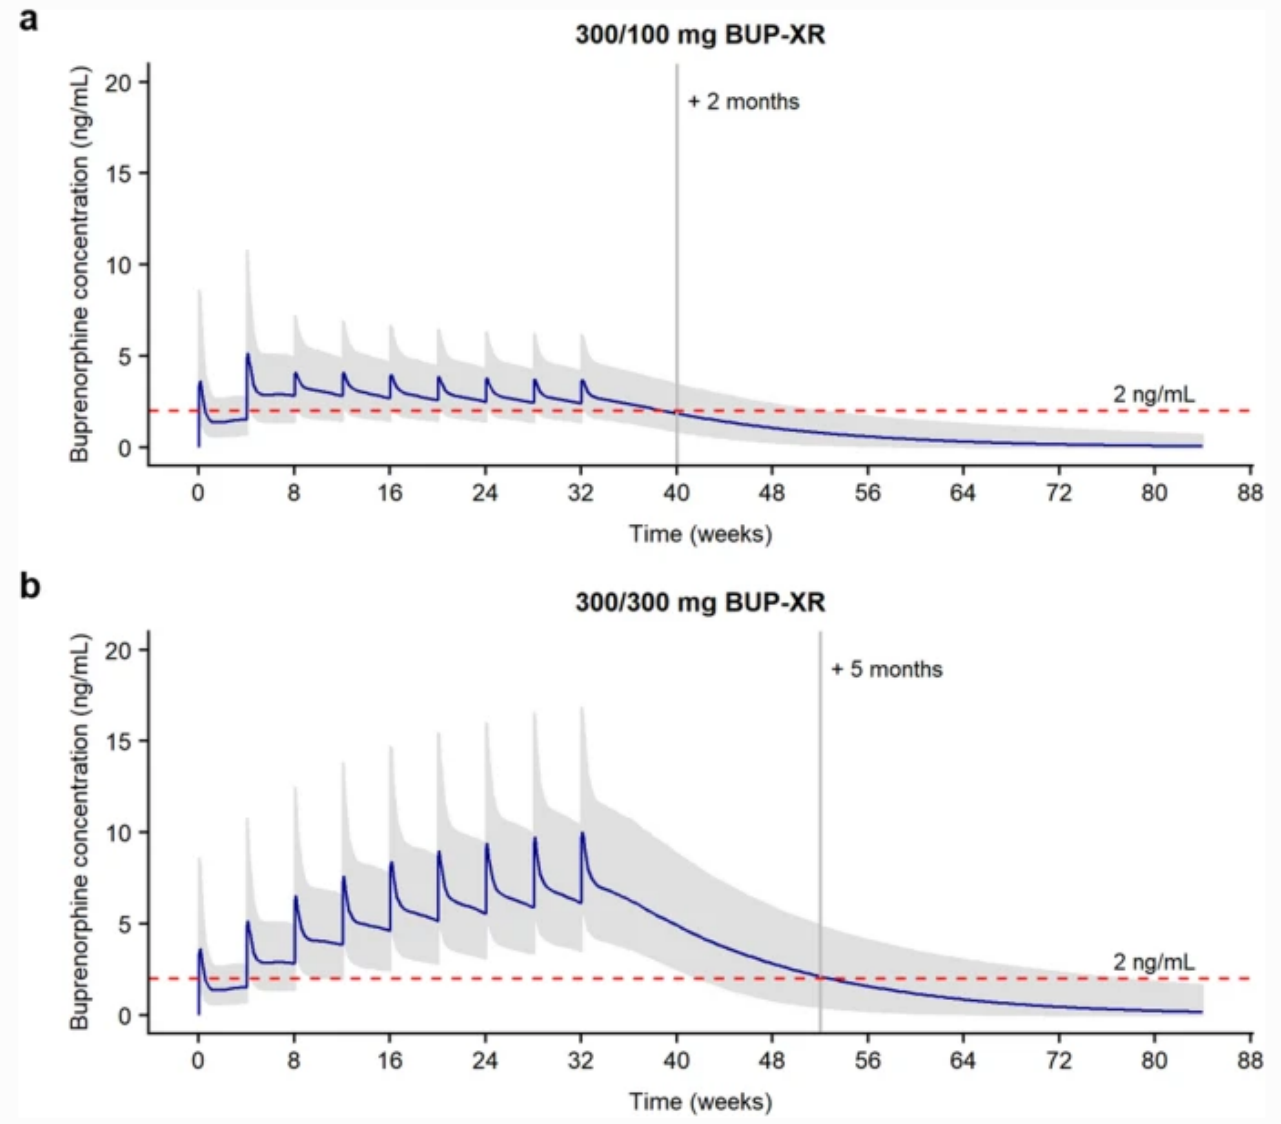 a
300/100 mg BUP-XR
Buprenorphine concentration (ng/mL)
20
15
10
5
0
+ 2 months
2 ng/mL
0 8 16 24 32 40 48 56 64 72 80 88
Time (weeks)
b
300/300 mg BUP-XR
Buprenorphine concentration (ng/mL)
20
15
10
5
0
+ 5 months
2 ng/mL
0 8 16 24 32 40 48 56 64 72 80 88
Time (weeks)